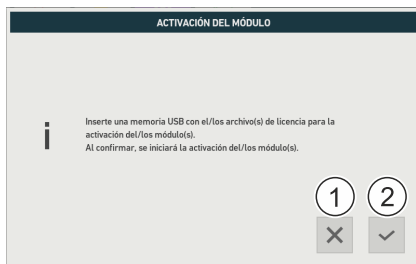 ACTIVACIÓN DEL MÓDULO
Inserte una memoria USB con el/los archivo(s) de licencia para la
activación del/los módulo(s).
Al confirmar, se iniciará la activación del/los módulo(s).
1 2